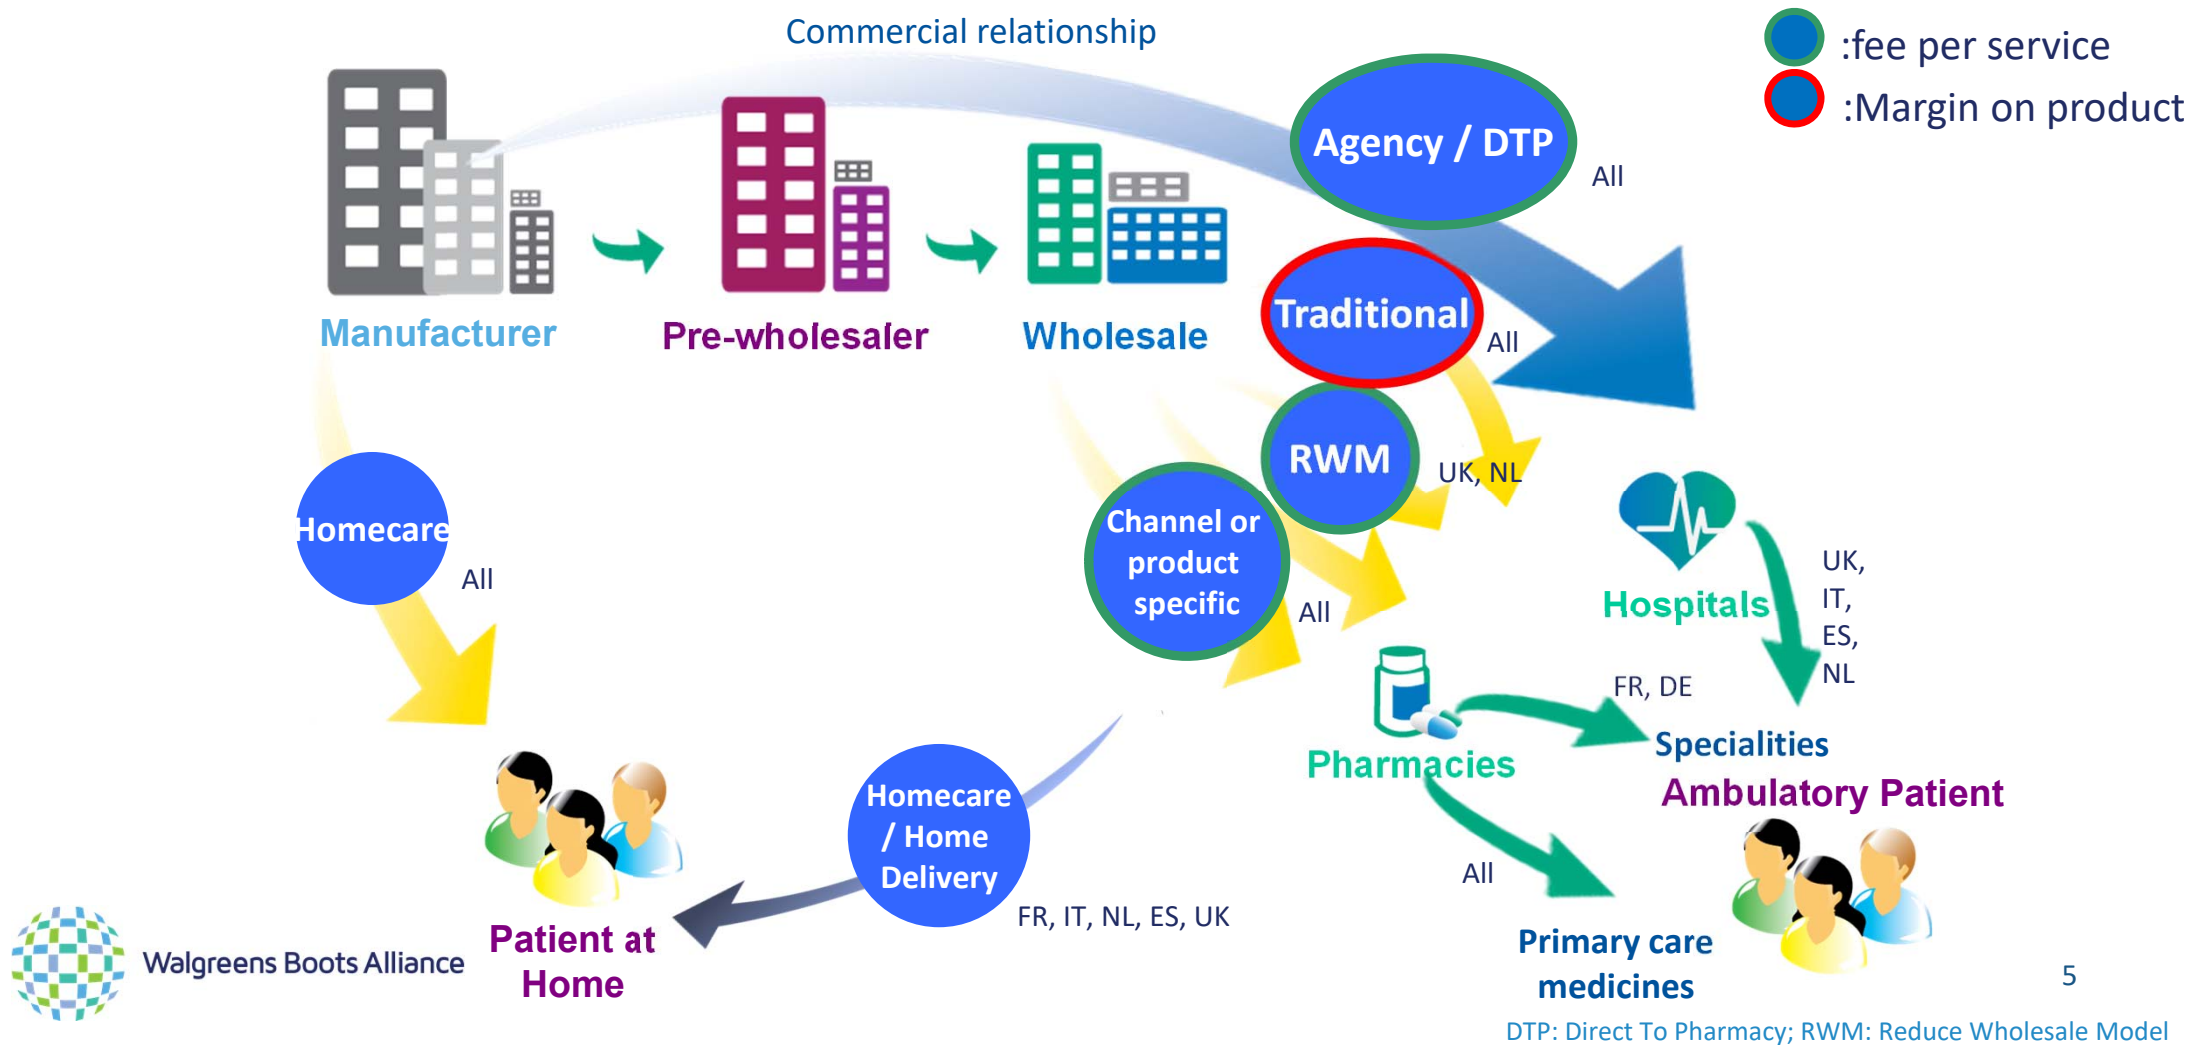 Commercial relationship
:fee per service
:Margin on product
Agency / DTP
All
Traditional
All
Manufacturer
Pre-wholesaler
Wholesale
RWM
UK, NL
Channel or
product
specific
All
Homecare
All
Hospitals
UK,
IT,
ES,
NL
FR, DE
Specialities
Pharmacies
Ambulatory Patient
Homecare
/ Home
Delivery
FR, IT, NL, ES, UK
All
Patient at
Home
Primary care
medicines
Walgreens Boots Alliance
5
DTP: Direct To Pharmacy; RWM: Reduce Wholesale Model